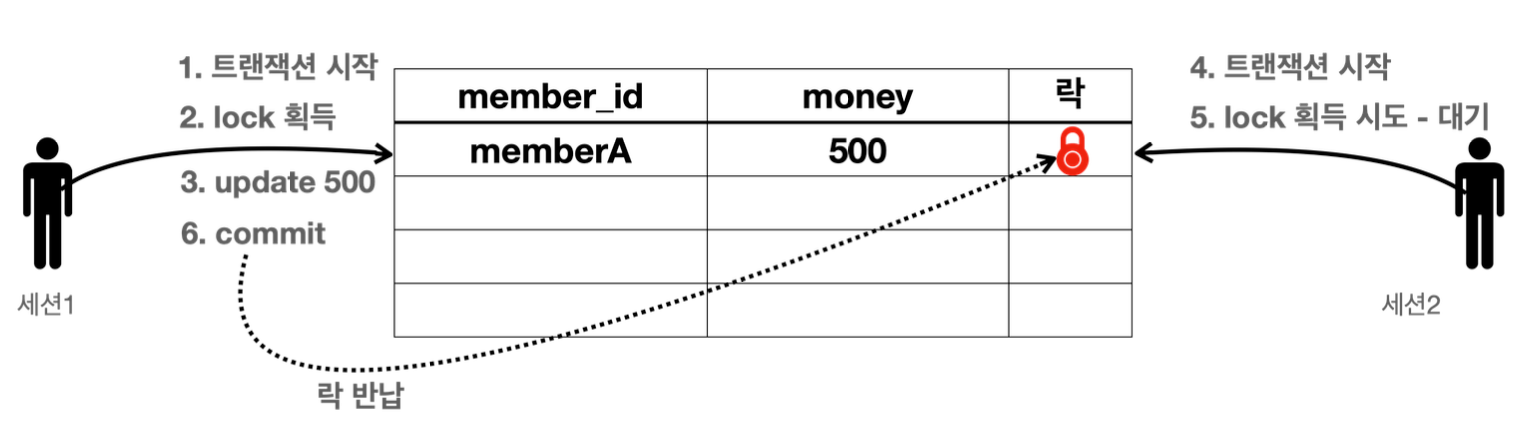 1. 트랜잭션 시작
2. lock 획득
3. update 500
6. commit
세션1
락 반납
member_id money 락
memberA 500
4. 트랜잭션 시작
5. lock 획득 시도 - 대기
세션2